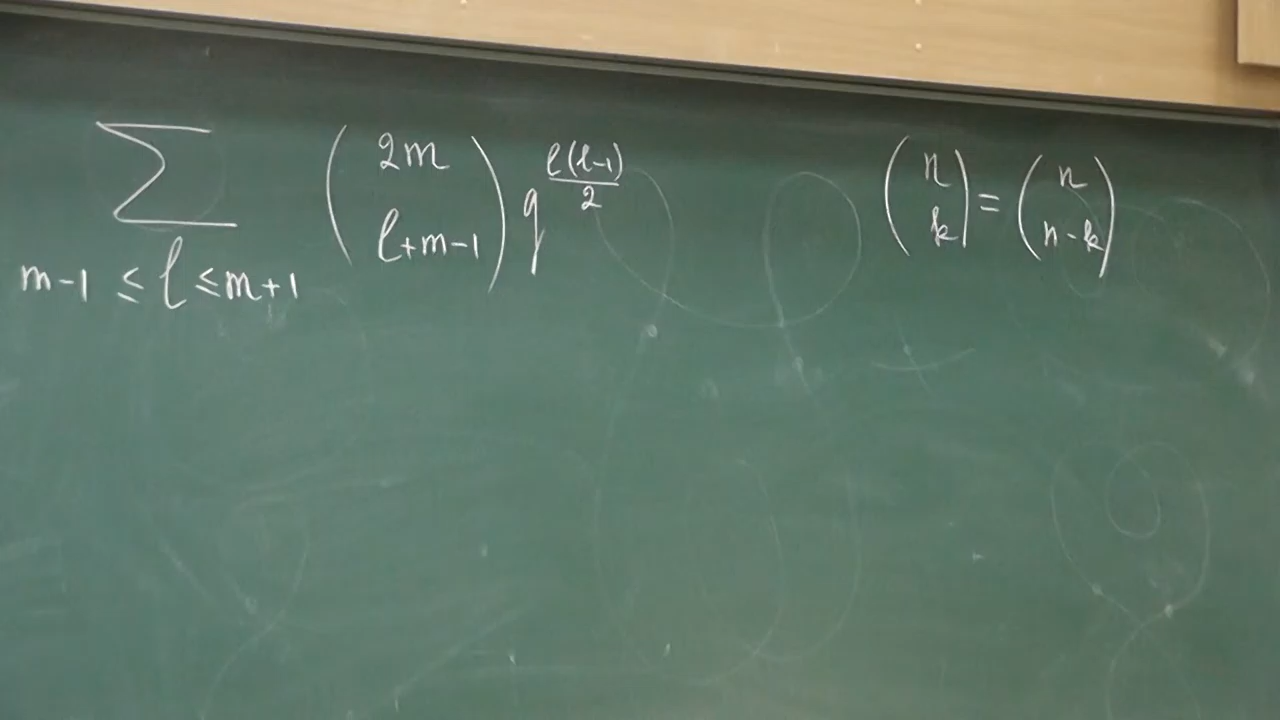 ∑ (2m l+m-1) q^{l(l-1)/2} (n k) = (n n-k)
m-1 ≤ l ≤ m+1